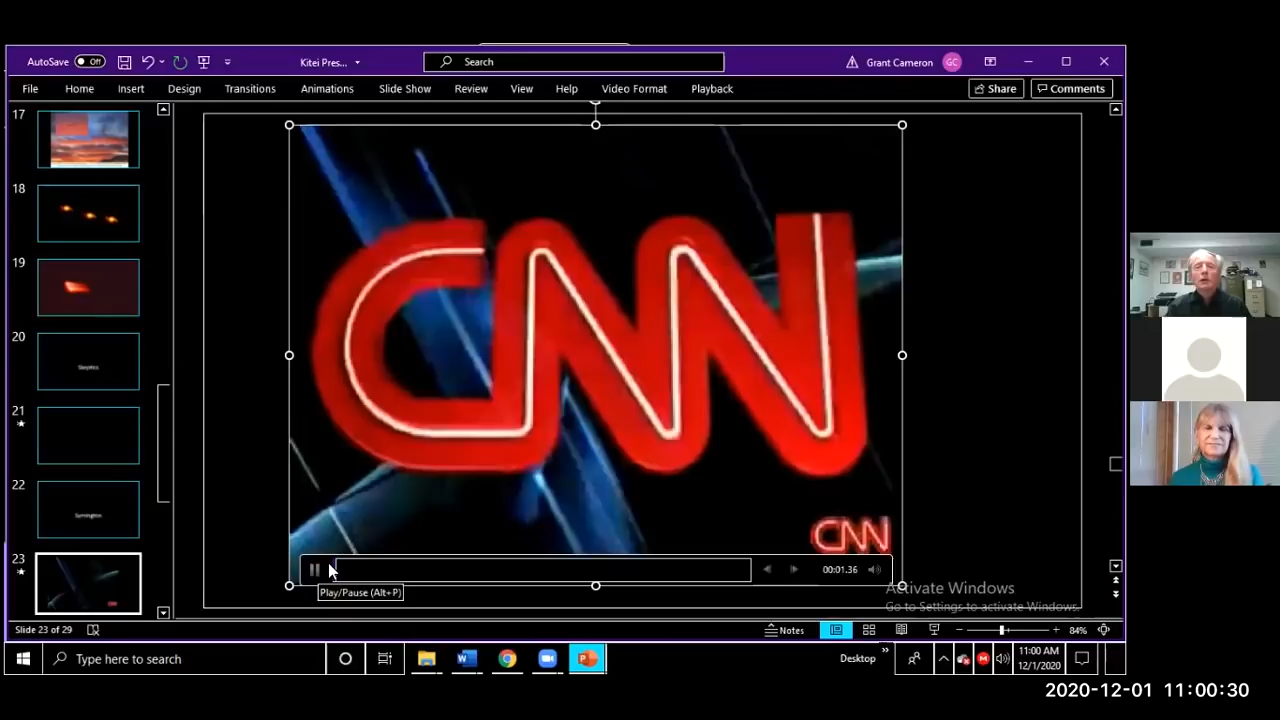 AutoSave Off Kitei Pres... Search Grant Cameron GC
File Home Insert Design Transitions Animations Slide Show Review View Help Video Format Playback Share Comments
17
18
19
20
Skeptics
21
22
Symington
23
CNN
CNN
00:01.36
Play/Pause (Alt+P)
Activate Windows
Go to Settings to activate Windows.
Slide 23 of 29 Notes 84%
Type here to search Desktop 11:00 AM
12/1/2020
2020-12-01 11:00:30